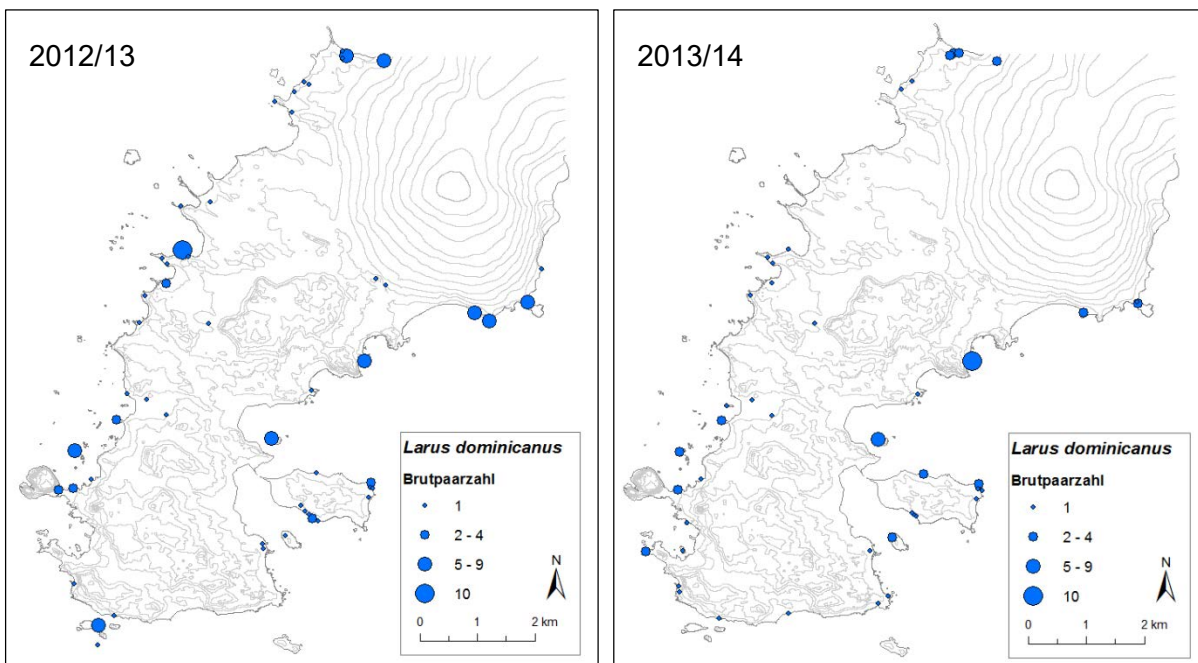 2012/13
Larus dominicanus
Brutpaarzahl
1
2 - 4
5 - 9
10
N
0 1 2 km
2013/14
Larus dominicanus
Brutpaarzahl
1
2 - 4
5 - 9
10
N
0 1 2 km